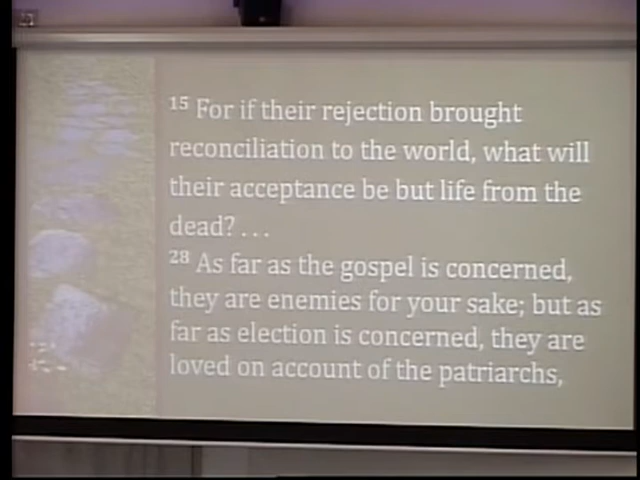 15 For if their rejection brought
reconciliation to the world, what will
their acceptance be but life from the
dead? ...
28 As far as the gospel is concerned,
they are enemies for your sake; but as
far as election is concerned, they are
loved on account of the patriarchs,